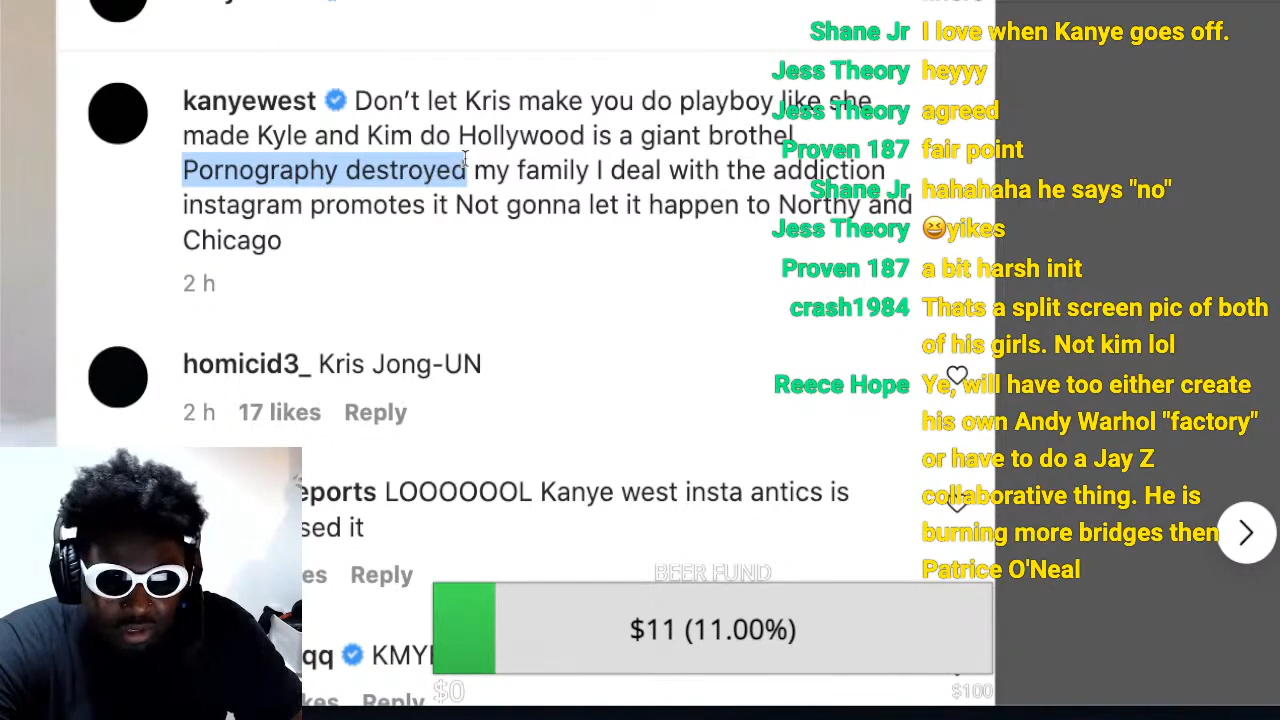 kanyewest Don’t let Kris make you do playboy like she
made Kyle and Kim do Hollywood is a giant brothel
Pornography destroyed my family I deal with the addiction
instagram promotes it Not gonna let it happen to Northy and
Chicago
2 h
homicid3_ Kris Jong-UN
2 h 17 likes Reply
eports LOOOOOOL Kanye west insta antics is
sed it
es Reply
qq KMY
kes Reply
Shane Jr I love when Kanye goes off.
Jess Theory heyyy
Jess Theory agreed
Proven 187 fair point
Shane Jr hahahaha he says "no"
Jess Theory 😆yikes
Proven 187 a bit harsh init
crash1984 Thats a split screen pic of both
of his girls. Not kim lol
Reece Hope Ye, will have too either create
his own Andy Warhol "factory"
or have to do a Jay Z
collaborative thing. He is
burning more bridges then
Patrice O'Neal
BEER FUND
$11 (11.00%)
$0 $100